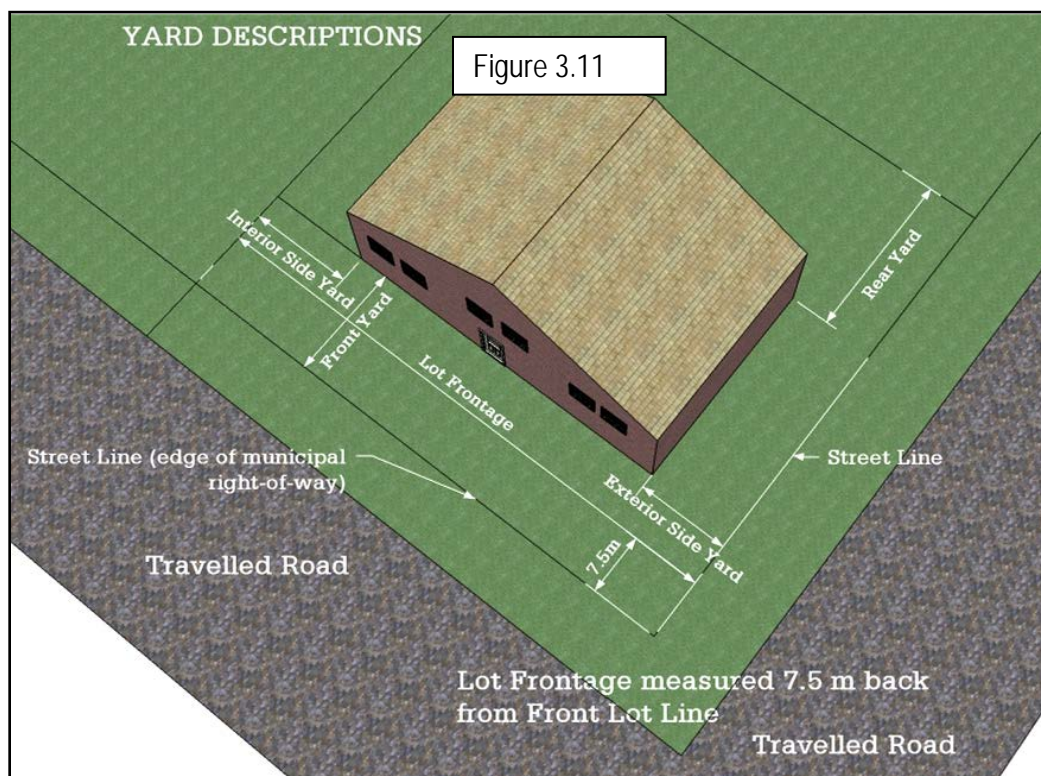 YARD DESCRIPTIONS
Figure 3.11
Interior Side Yard
Front Yard
Lot Frontage
Rear Yard
Street Line (edge of municipal
right-of-way)
Street Line
Exterior Side Yard
7.5m
Travelled Road
Lot Frontage measured 7.5 m back
from Front Lot Line
Travelled Road